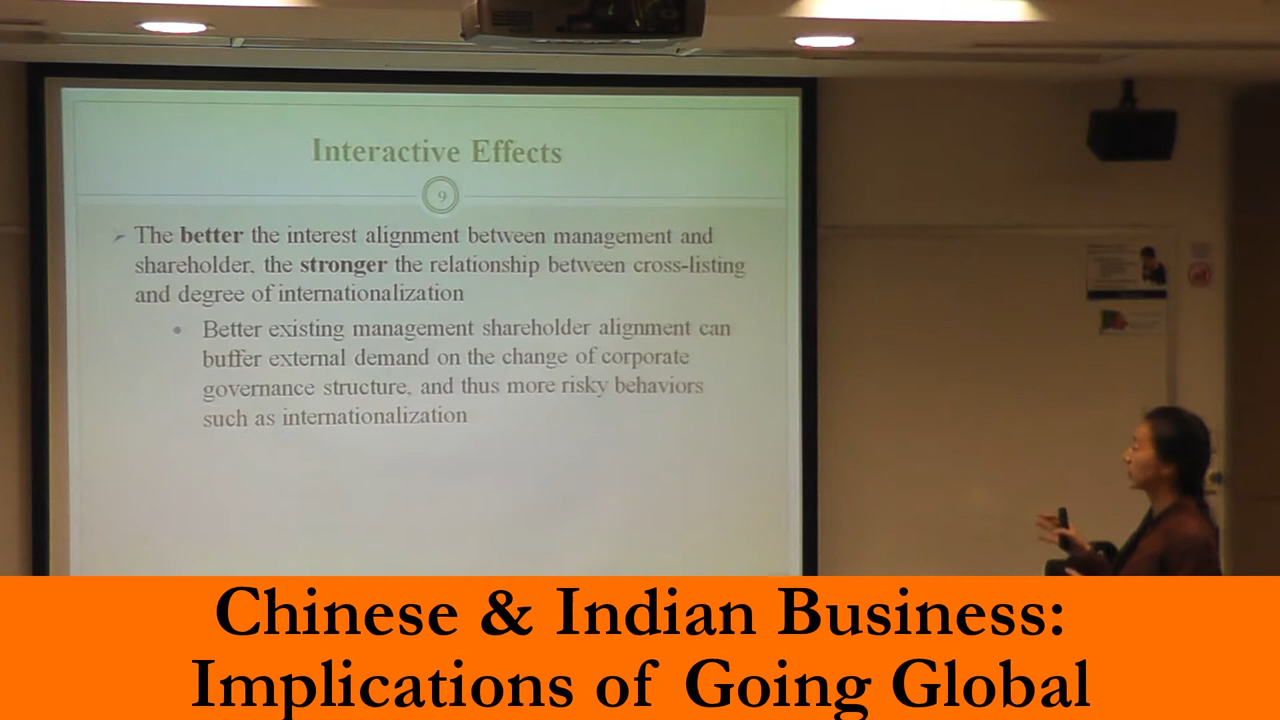 Interactive Effects
9
The better the interest alignment between management and
shareholder, the stronger the relationship between cross-listing
and degree of internationalization
Better existing management shareholder alignment can
buffer external demand on the change of corporate
governance structure, and thus more risky behaviors
such as internationalization
Chinese & Indian Business:
Implications of Going Global